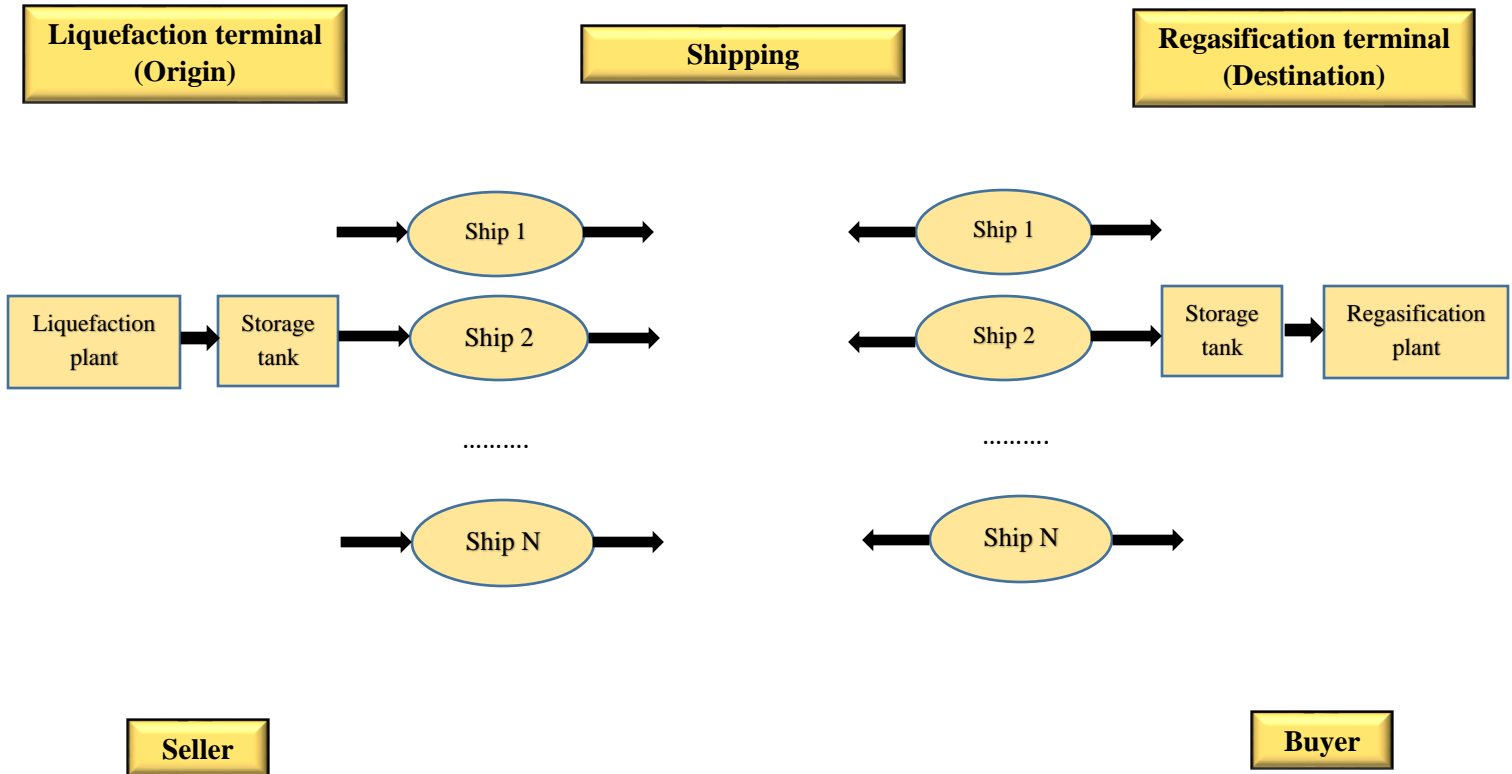 Liquefaction terminal
(Origin)
Shipping
Regasification terminal
(Destination)
Ship 1
Ship 1
Liquefaction
plant
Storage
tank
Ship 2
Ship 2
Storage
tank
Regasification
plant
..........
..........
Ship N
Ship N
Seller
Buyer